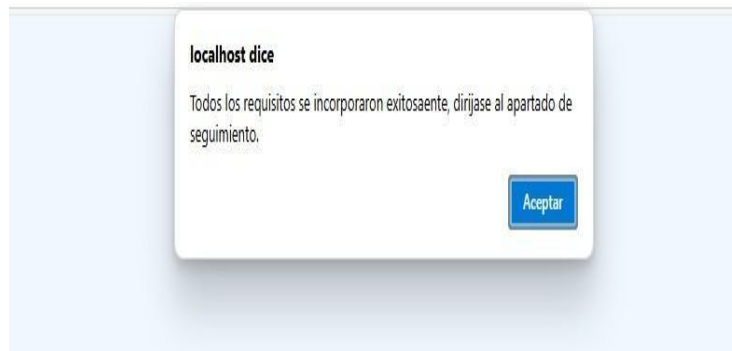 localhost dice
Todos los requisitos se incorporaron exitosaente, dirijase al apartado de
seguimiento.
Aceptar